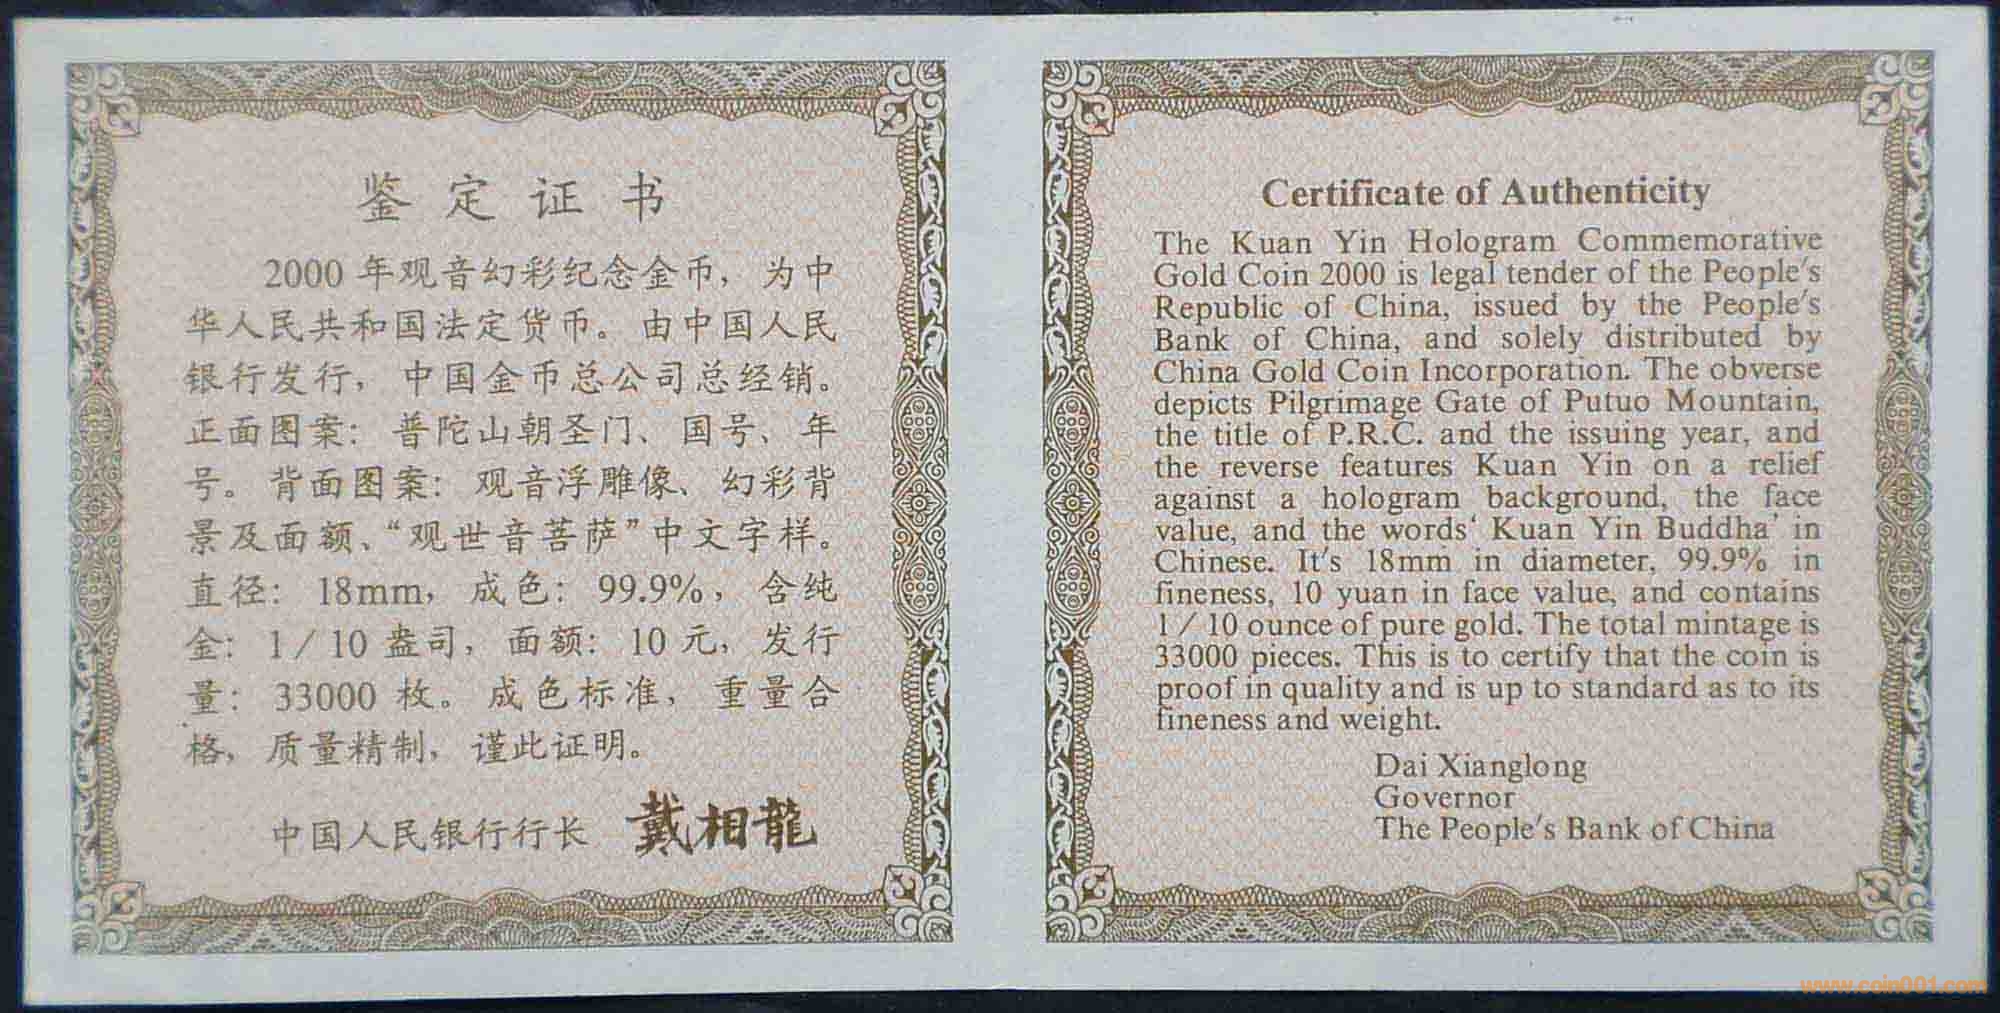 鉴定证书
2000年观音幻彩纪念金币，为中
华人民共和国法定货币。由中国人民
银行发行，中国金币总公司总经销。
正面图案：普陀山朝圣门、国号、年
号。背面图案：观音浮雕像、幻彩背
景及面额、“观世音菩萨”中文字样。
直径：18mm，成色：99.9%，含纯
金：1/10盎司，面额：10元，发行
量：33000枚。成色标准，重量合
格，质量精制，谨此证明。
中国人民银行行长 戴相龍
Certificate of Authenticity
The Kuan Yin Hologram Commemorative
Gold Coin 2000 is legal tender of the People's
Republic of China, issued by the People's
Bank of China, and solely distributed by
China Gold Coin Incorporation. The obverse
depicts Pilgrimage Gate of Putuo Mountain,
the title of P.R.C. and the issuing year, and
the reverse features Kuan Yin on a relief
against a hologram background, the face
value, and the words‘ Kuan Yin Buddha’ in
Chinese. It's 18mm in diameter, 99.9% in
fineness, 10 yuan in face value, and contains
1/10 ounce of pure gold. The total mintage is
33000 pieces. This is to certify that the coin is
proof in quality and is up to standard as to its
fineness and weight.
Dai Xianglong
Governor
The People's Bank of China
www.coin001.com